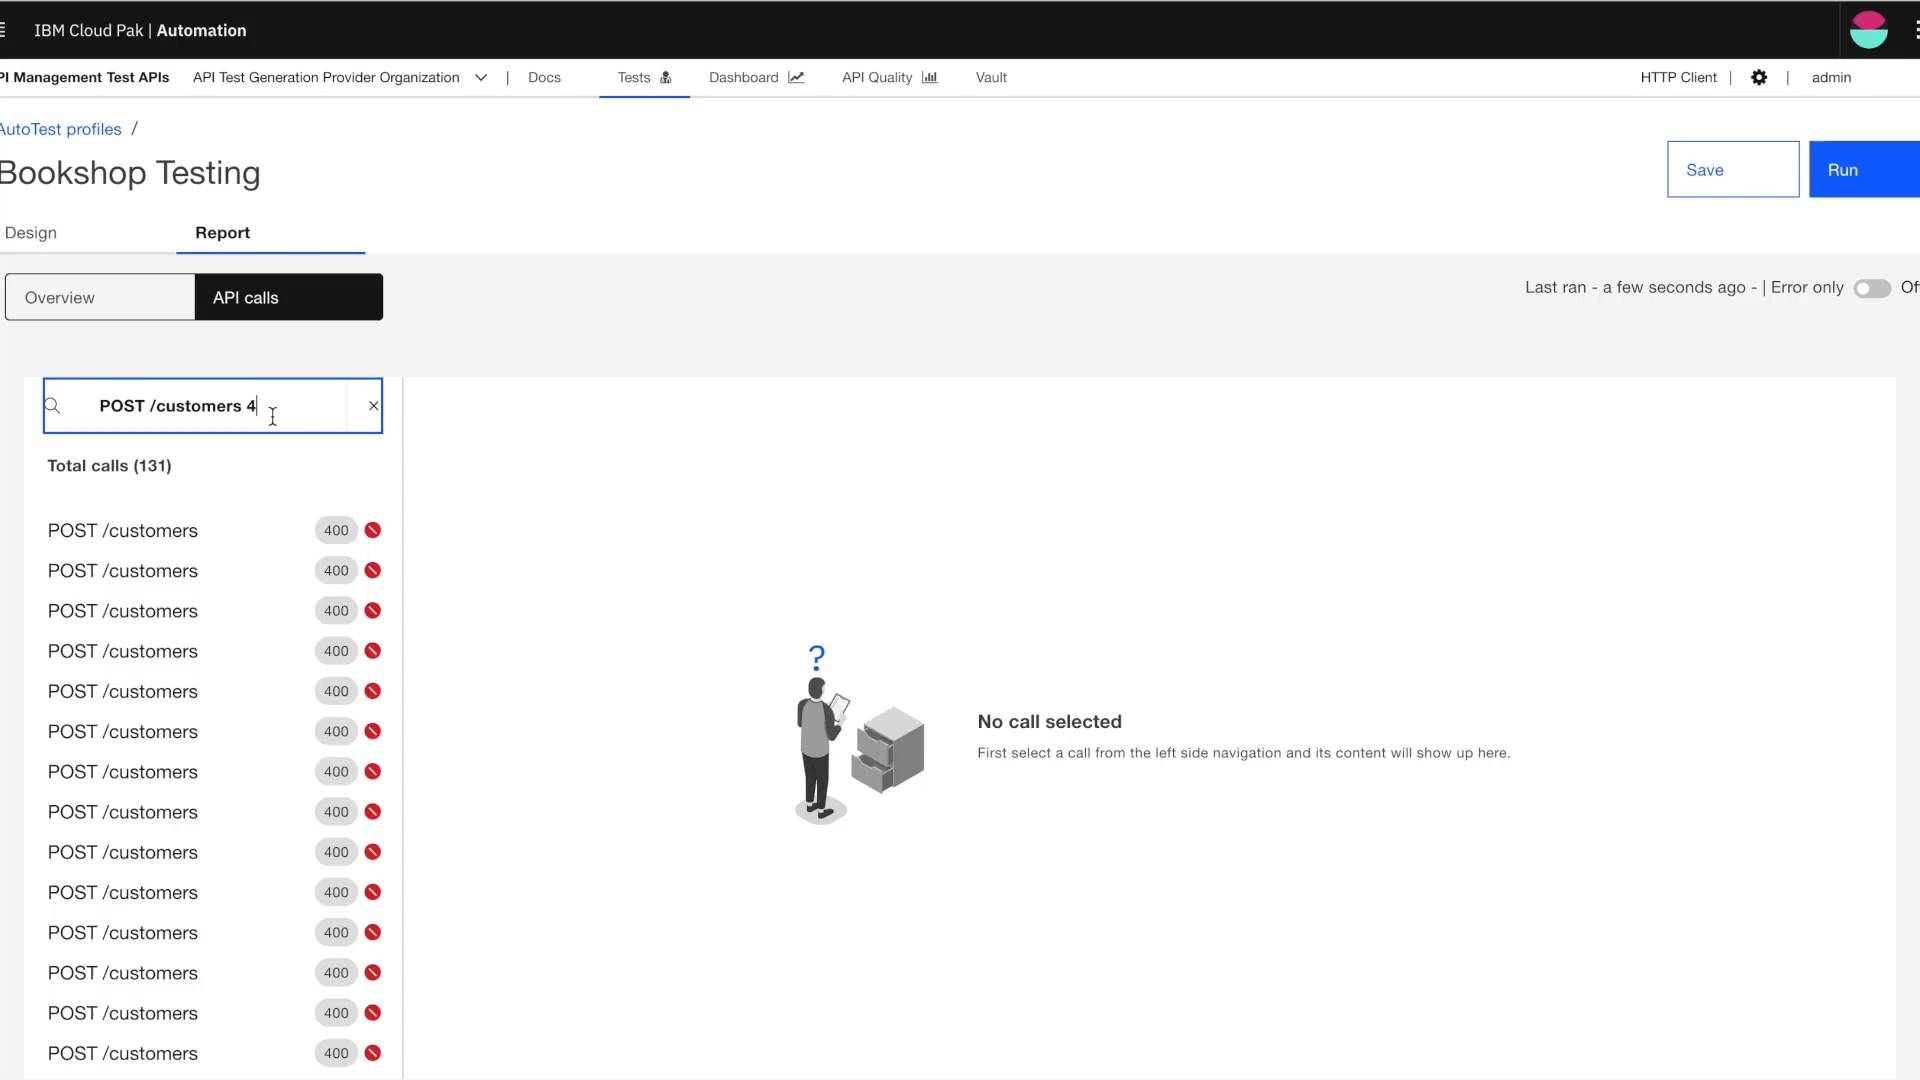 IBM Cloud Pak | Automation
PI Management Test APIs API Test Generation Provider Organization | Docs Tests Dashboard API Quality Vault HTTP Client | | admin
AutoTest profiles /
Bookshop Testing
Save Run
Design Report
Overview API calls
Last ran - a few seconds ago - | Error only Of
POST /customers 4
Total calls (131)
POST /customers 400
POST /customers 400
POST /customers 400
POST /customers 400
POST /customers 400
POST /customers 400
POST /customers 400
POST /customers 400
POST /customers 400
POST /customers 400
POST /customers 400
POST /customers 400
POST /customers 400
POST /customers 400
?
No call selected
First select a call from the left side navigation and its content will show up here.